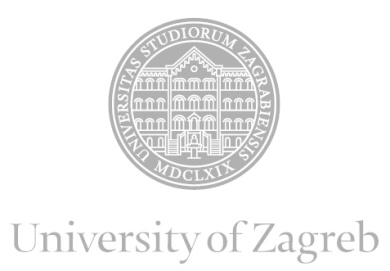 UNIVERSITAS STUDIORUM ZAGRABIENSIS
MDCLXIX
University of Zagreb